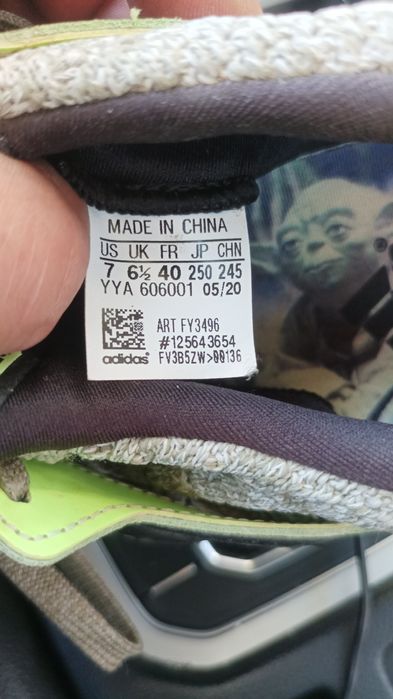 MADE IN CHINA
US UK FR JP CHN
7 6½ 40 250 245
YYA 606001 05/20
ART FY3496
#125643654
adidas® FV3B5ZW>00136